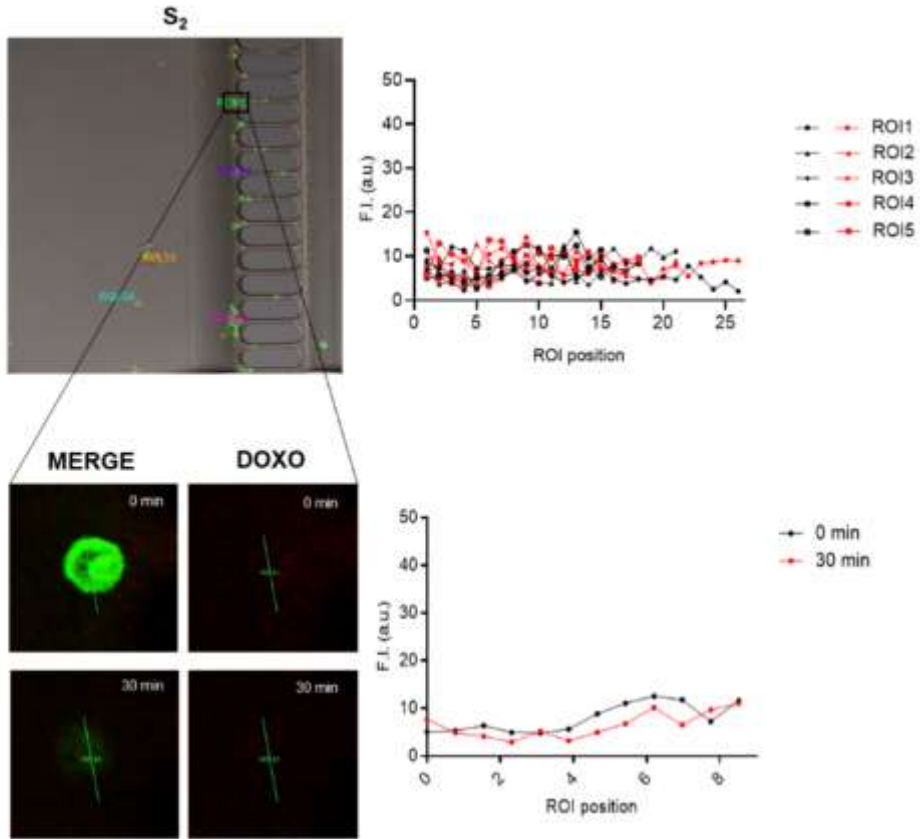 S2
50
40
30
20
10
0
F.I. (a.u.)
0 5 10 15 20 25
ROI position
ROI1
ROI2
ROI3
ROI4
ROI5
MERGE DOXO
0 min 0 min
30 min 30 min
50
40
30
20
10
0
F.I. (a.u.)
0 2 4 6 8
ROI position
0 min
30 min